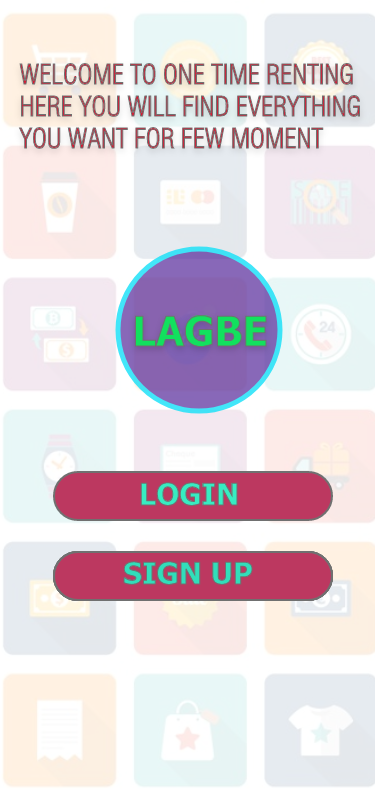 WELCOME TO ONE TIME RENTING
HERE YOU WILL FIND EVERYTHING
YOU WANT FOR FEW MOMENT
24
LAGBE
LOGIN
SIGN UP